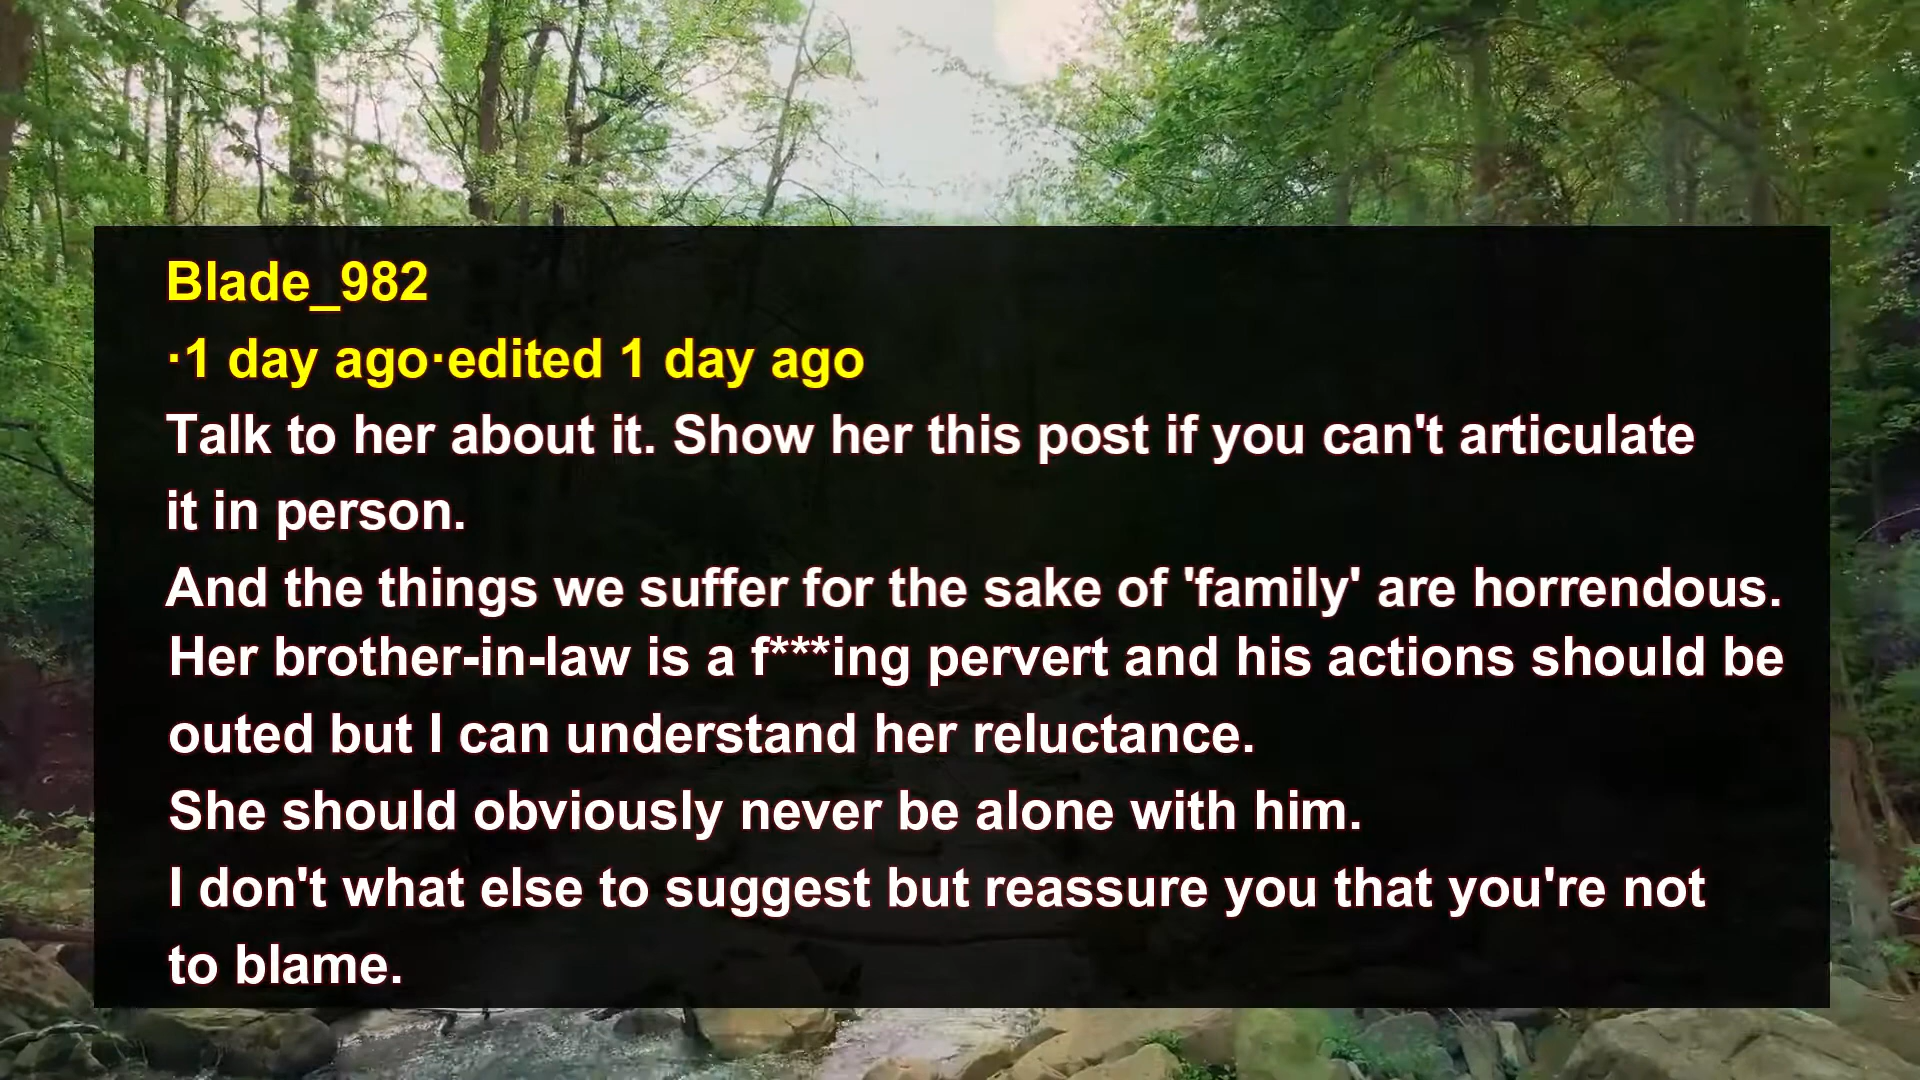 Blade_982
·1 day ago·edited 1 day ago
Talk to her about it. Show her this post if you can't articulate
it in person.
And the things we suffer for the sake of 'family' are horrendous.
Her brother-in-law is a f***ing pervert and his actions should be
outed but I can understand her reluctance.
She should obviously never be alone with him.
I don't what else to suggest but reassure you that you're not
to blame.